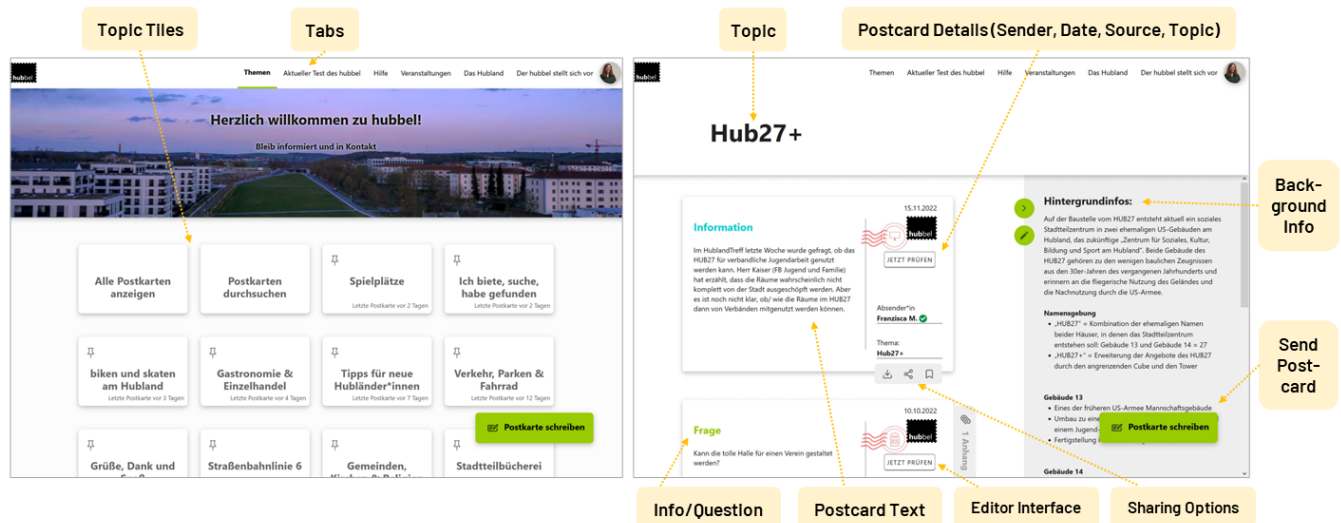 Topic Tiles
Tabs
hubbel
Themen Aktueller Test des hubbel Hilfe Veranstaltungen Das Hubland Der hubbel stellt sich vor
Herzlich willkommen zu hubbel!
Bleib informiert und in Kontakt
Alle Postkarten
anzeigen
Postkarten
durchsuchen
Spielplätze
Letzte Postkarte vor 2 Tagen
Ich biete, suche,
habe gefunden
Letzte Postkarte vor 2 Tagen
biken und skaten
am Hubland
Letzte Postkarte vor 3 Tagen
Gastronomie &
Einzelhandel
Letzte Postkarte vor 4 Tagen
Tipps für neue
Hubländer*innen
Letzte Postkarte vor 7 Tagen
Verkehr, Parken &
Fahrrad
Letzte Postkarte vor 12 Tagen
Grüße, Dank und
Straßenbahnlinie 6
Gemeinden,
Stadtteilbücherei
Postkarte schreiben
Topic
Postcard Details (Sender, Date, Source, Topic)
hubbel
Themen Aktueller Test des hubbel Hilfe Veranstaltungen Das Hubland Der hubbel stellt sich vor
Hub27+
15.11.2022
Information
hubbel
Im HublandTreff letzte Woche wurde gefragt, ob das
HUB27 für verbandliche Jugendarbeit genutzt
werden kann. Herr Kaiser (FB Jugend und Familie)
hat erzählt, dass die Räume wahrscheinlich nicht
komplett von der Stadt ausgeschöpft werden. Aber
es ist noch nicht klar, ob/ wie die Räume im HUB27
dann von Verbänden mitgenutzt werden können.
JETZT PRÜFEN
Absender*in
Franzisca M.
Thema:
Hub27+
10.10.2022
Frage
hubbel
Kann die tolle Halle für einen Verein gestaltet
werden?
JETZT PRÜFEN
1 Anhang
Hintergrundinfos:
Auf der Baustelle vom HUB27 entsteht aktuell ein soziales
Stadtteilzentrum in zwei ehemaligen US-Gebäuden am
Hubland, das zukünftige „Zentrum für Soziales, Kultur,
Bildung und Sport am Hubland". Beide Gebäude des
HUB27 gehören zu den wenigen baulichen Zeugnissen
aus den 30er-Jahren des vergangenen Jahrhunderts und
erinnern an die fliegerische Nutzung des Geländes und
die Nachnutzung durch die US-Armee.
Namensgebung
• „HUB27" = Kombination der ehemaligen Namen
beider Häuser, in denen das Stadtteilzentrum
entstehen soll: Gebäude 13 und Gebäude 14 = 27
• „HUB27+" = Erweiterung der Angebote des HUB27
durch den angrenzenden Cube und den Tower
Gebäude 13
• Eines der früheren US-Armee Mannschaftsgebäude
• Umbau zu
einem Jugend-
• Fertigstellung
Postkarte schreiben
Gebäude 14
Back-
ground
Info
Send
Post-
card
Info/Question
Postcard Text
Editor Interface
Sharing Options